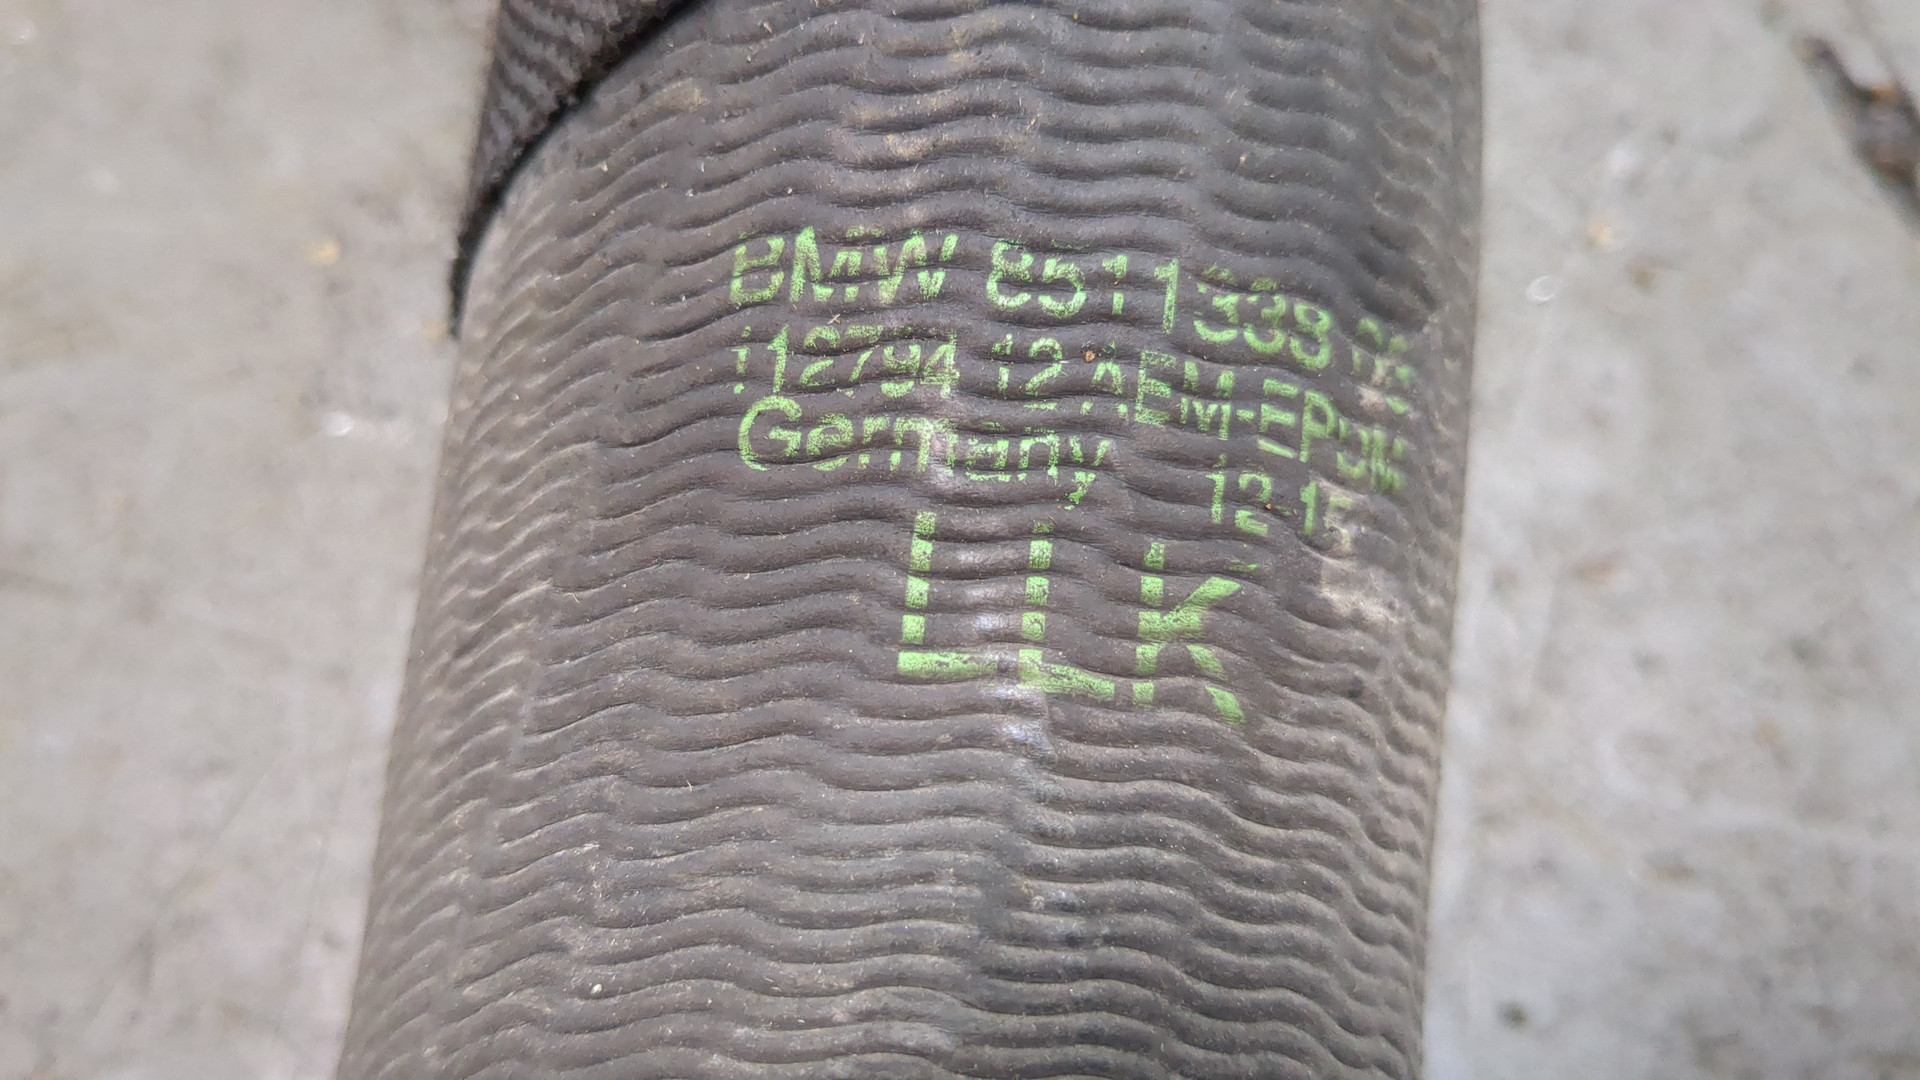 BMW 8511338
112794 12 AEM-EPDM
Germany 12-15
LLK